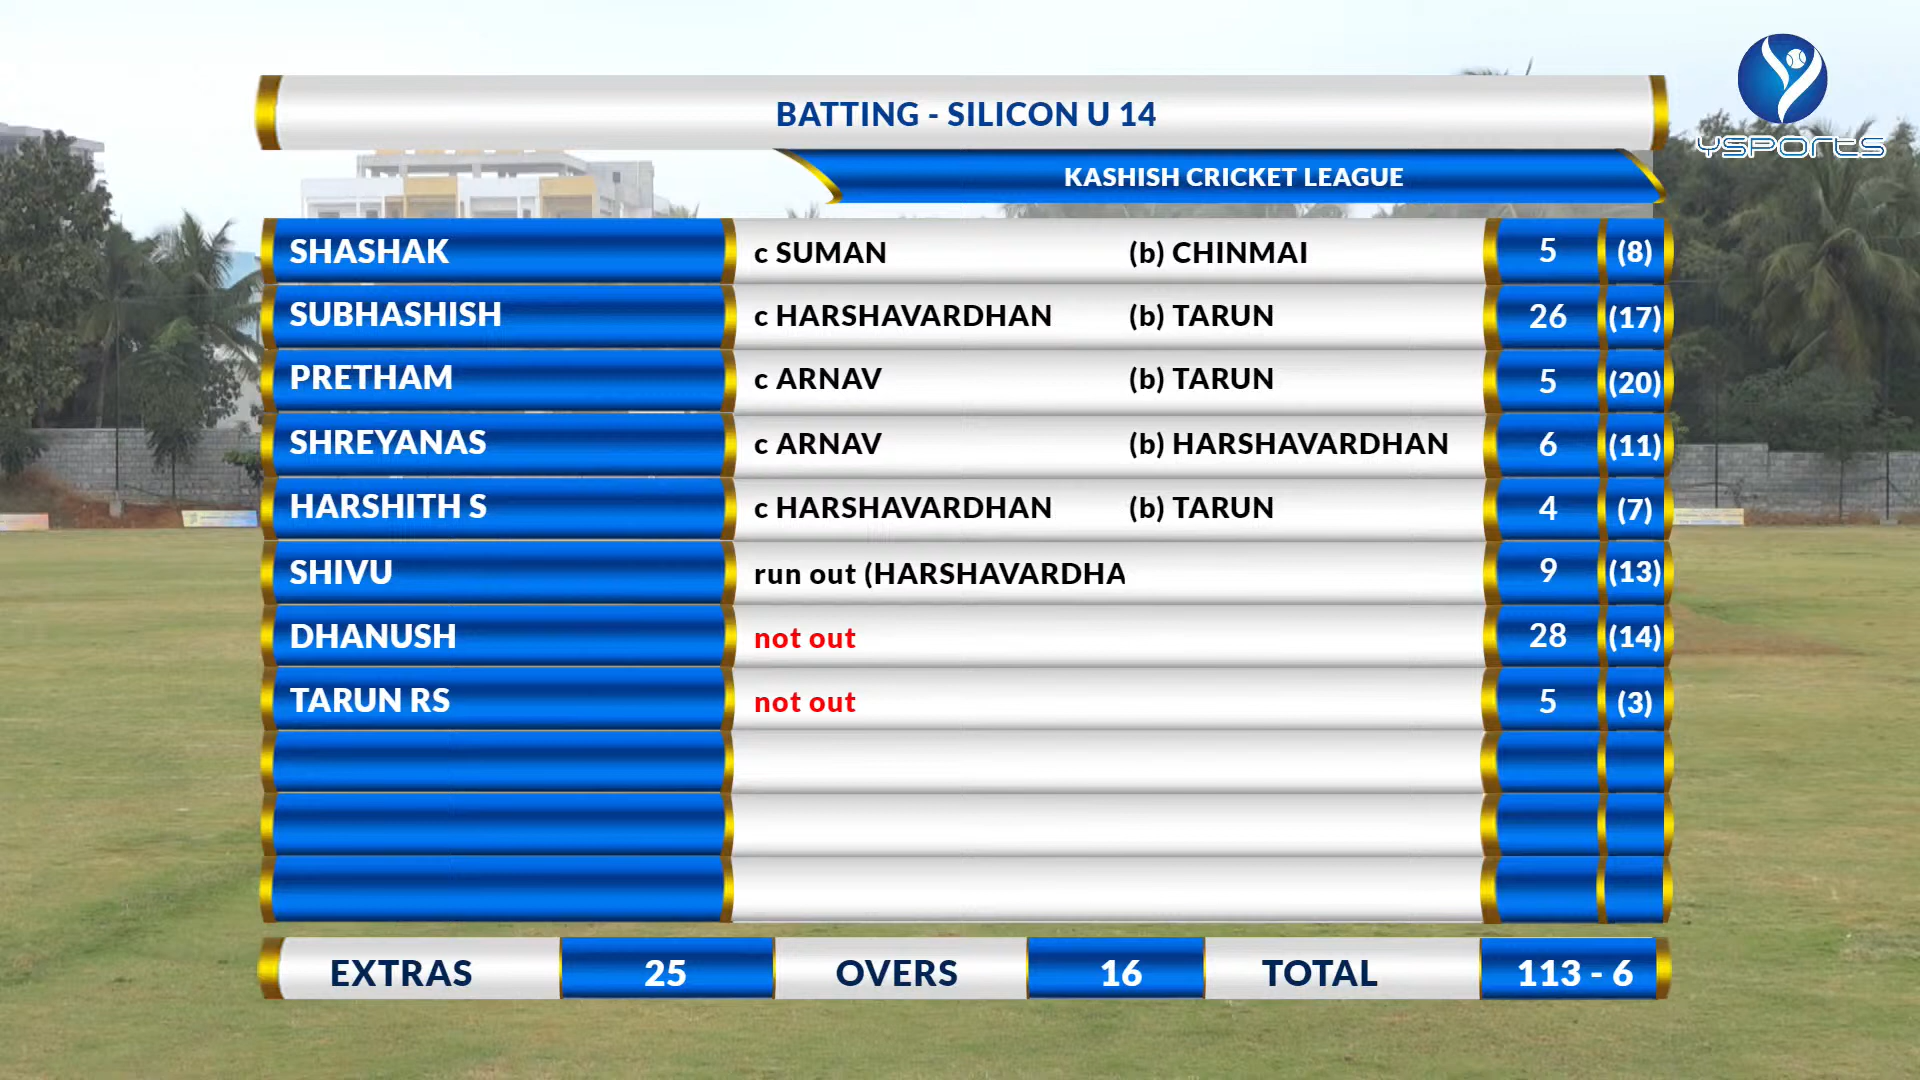 YSPORTS
BATTING - SILICON U 14
KASHISH CRICKET LEAGUE
SHASHAK c SUMAN (b) CHINMAI 5 (8)
SUBHASHISH c HARSHAVARDHAN (b) TARUN 26 (17)
PRETHAM c ARNAV (b) TARUN 5 (20)
SHREYANAS c ARNAV (b) HARSHAVARDHAN 6 (11)
HARSHITH S c HARSHAVARDHAN (b) TARUN 4 (7)
SHIVU run out (HARSHAVARDHA 9 (13)
DHANUSH not out 28 (14)
TARUN RS not out 5 (3)
EXTRAS 25 OVERS 16 TOTAL 113 - 6